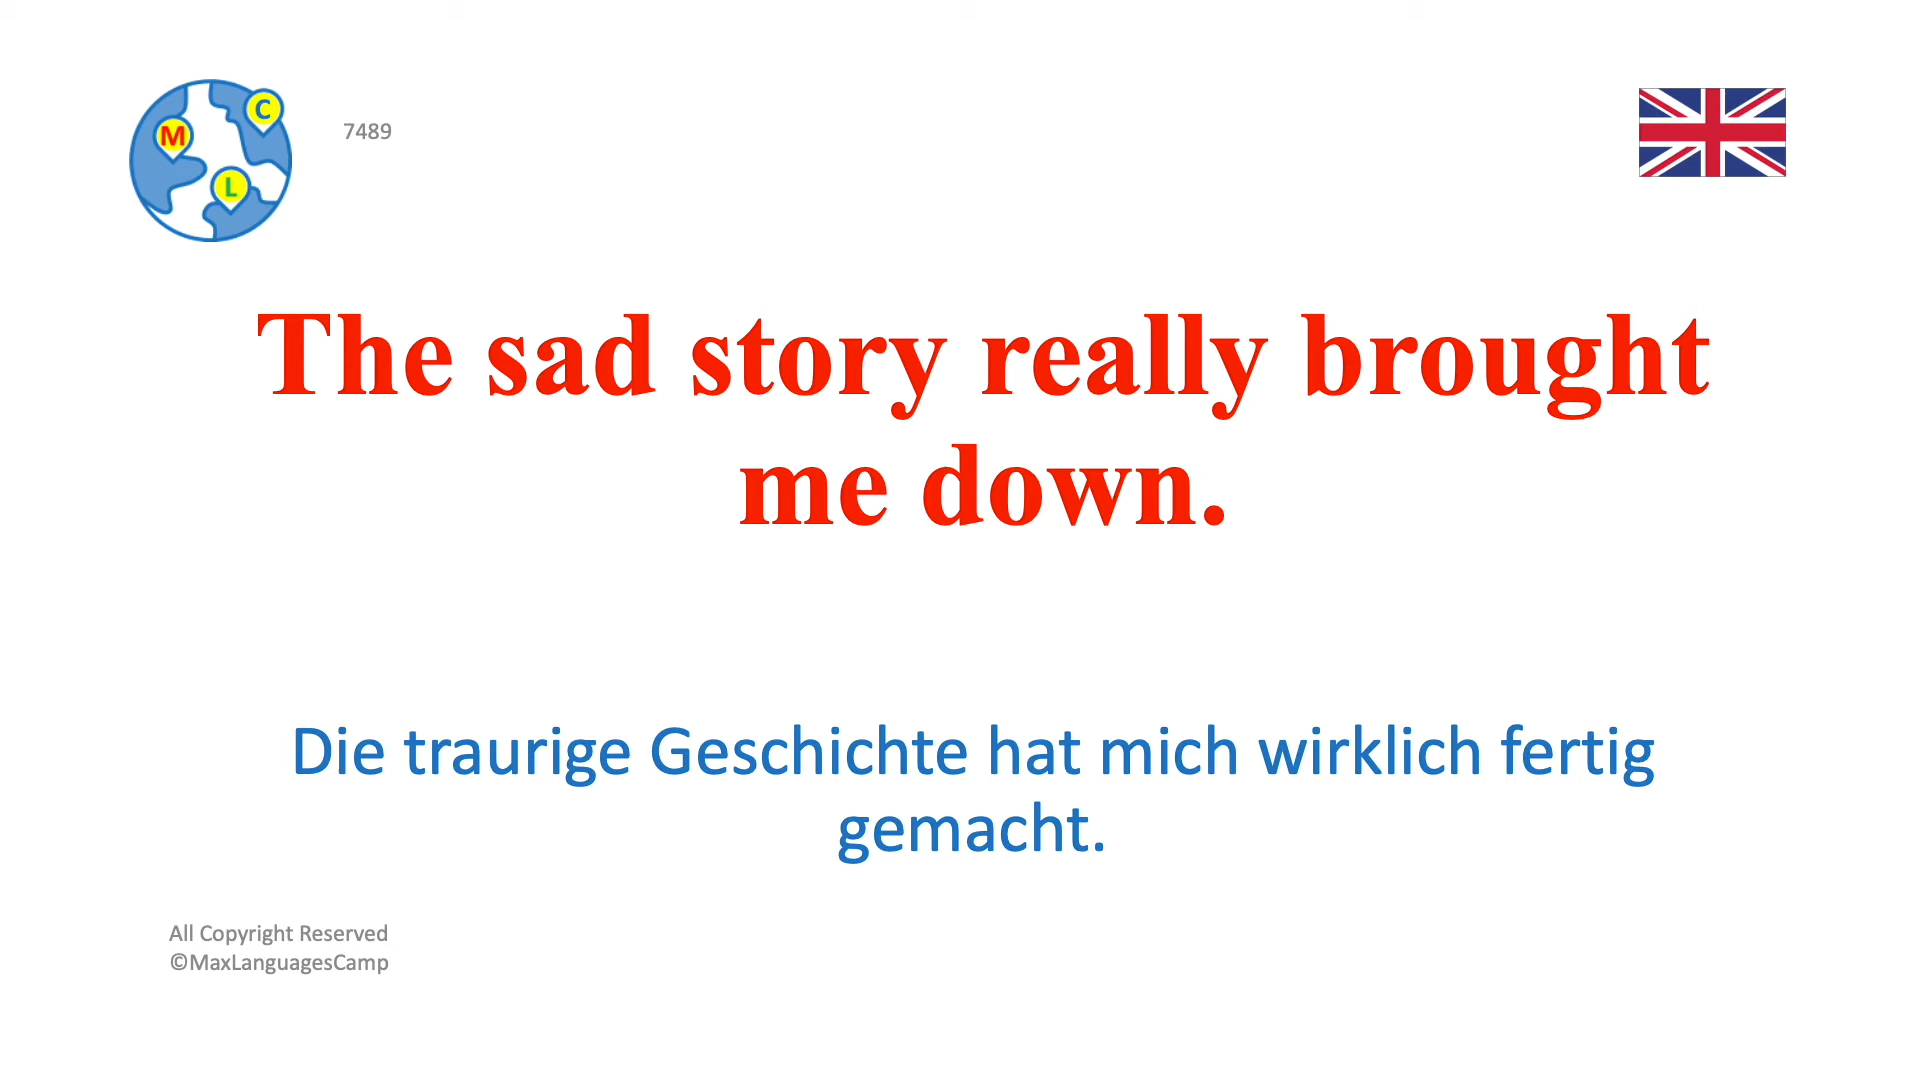 M
C
L
7489
The sad story really brought
me down.
Die traurige Geschichte hat mich wirklich fertig
gemacht.
All Copyright Reserved
©MaxLanguagesCamp